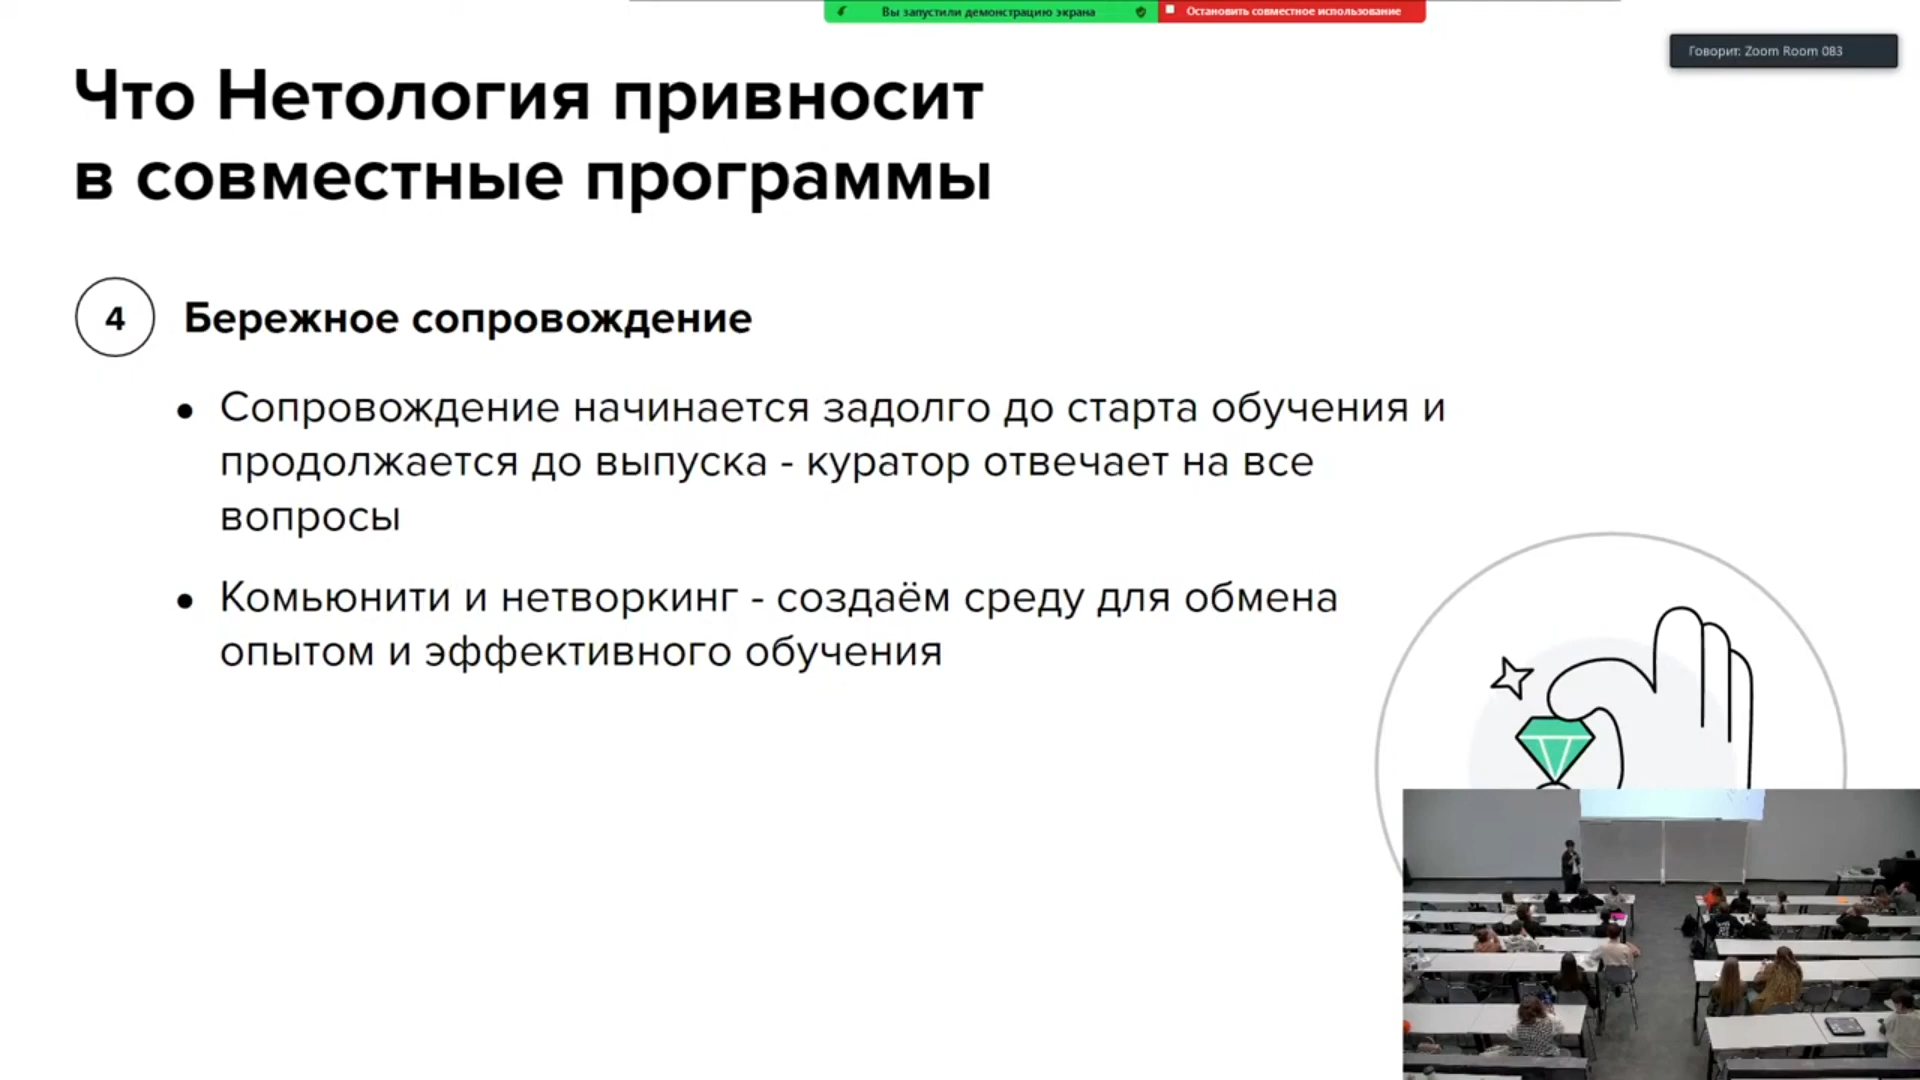 Вы запустили демонстрацию экрана
Остановить совместное использование
Говорит: Zoom Room 083
Что Нетология привносит
в совместные программы
4
Бережное сопровождение
• Сопровождение начинается задолго до старта обучения и
продолжается до выпуска - куратор отвечает на все
вопросы
• Комьюнити и нетворкинг - создаём среду для обмена
опытом и эффективного обучения